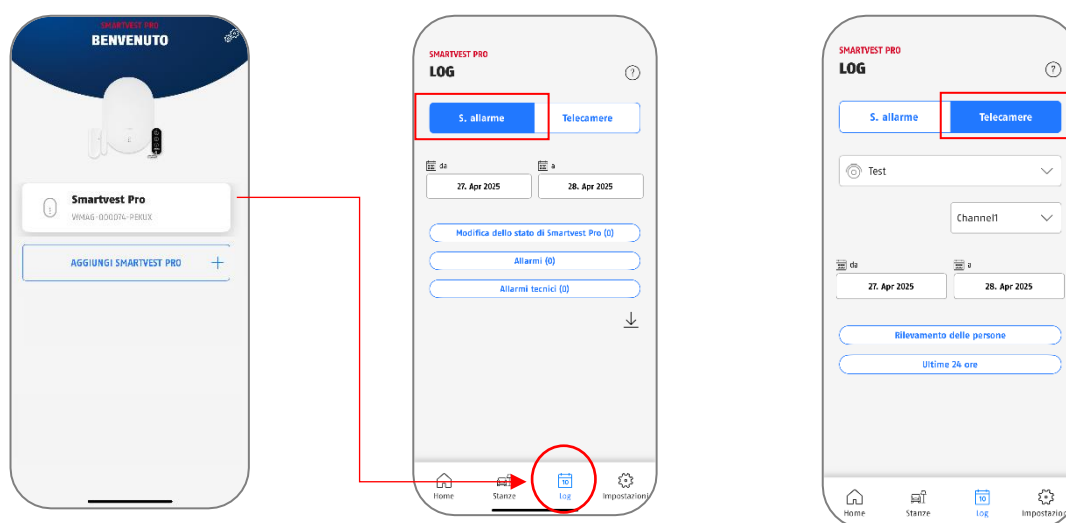 SMARTVEST PRO
BENVENUTO
Smartvest Pro
AGGIUNGI SMARTVEST PRO
SMARTVEST PRO
LOG
?
S. allarme
Telecamere
da
a
27. Apr 2025
28. Apr 2025
Modifica dello stato di Smartvest Pro (0)
Allarmi (0)
Allarmi tecnici (0)
Home
Stanze
10
Log
Impostazioni
SMARTVEST PRO
LOG
?
S. allarme
Telecamere
Test
Channel1
da
a
27. Apr 2025
28. Apr 2025
Rilevamento delle persone
Ultime 24 ore
Home
Stanze
10
Log
Impostazio